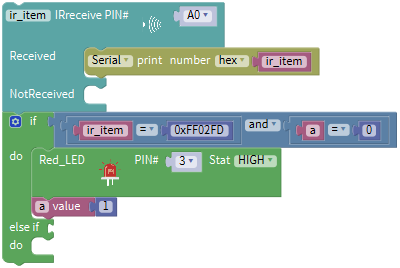 ir_item IRreceive PIN# A0
Received Serial print number hex ir_item
NotReceived
if ir_item = 0xFF02FD and a = 0
do Red_LED PIN# 3 Stat HIGH
a value 1
else if
do